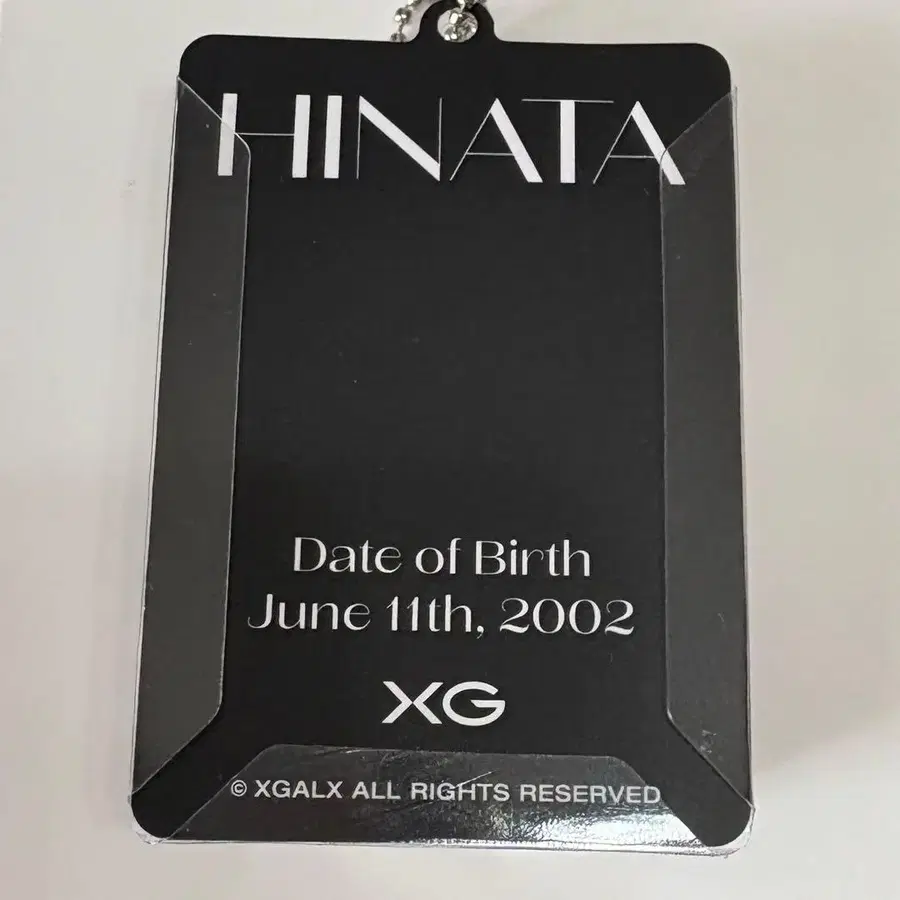 HINATA
Date of Birth
June 11th, 2002
XG
© XGALX ALL RIGHTS RESERVED